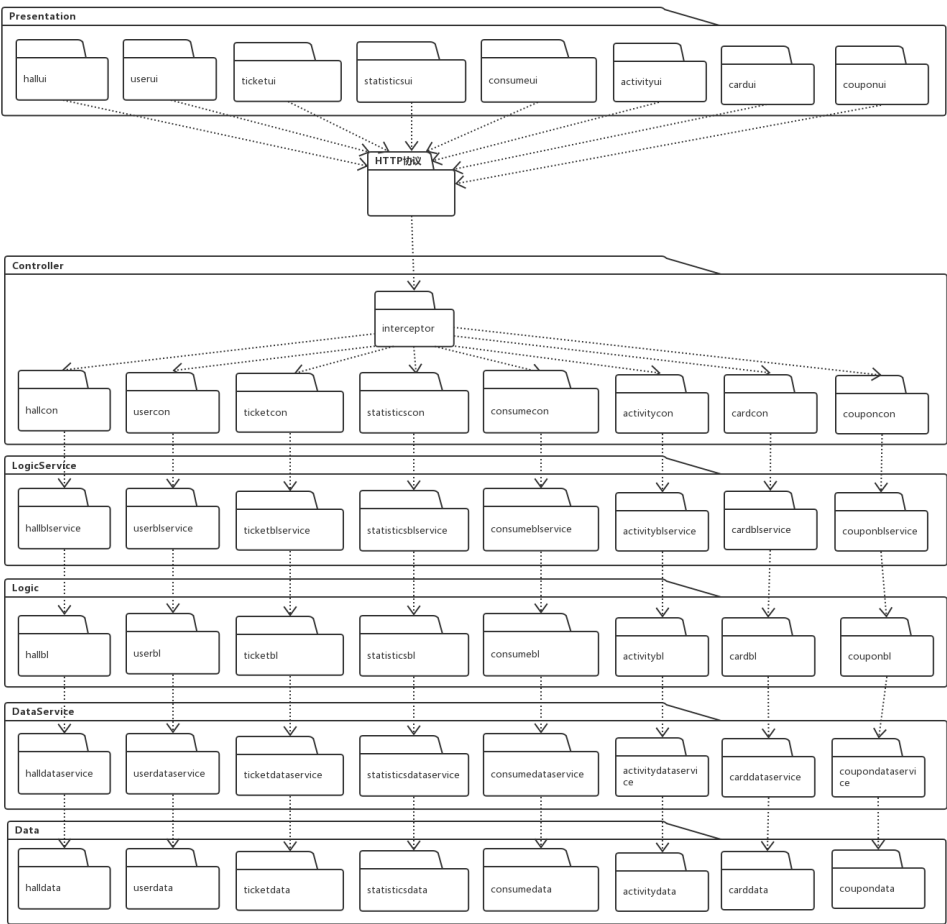 Presentation
hallui
userui
ticketui
statisticsui
consumeui
activityui
cardui
couponui
HTTP协议
Controller
interceptor
hallcon
usercon
ticketcon
statisticscon
consumecon
activitycon
cardcon
couponcon
LogicService
hallblservice
userblservice
ticketblservice
statisticsblservice
consumeblservice
activityblservice
cardblservice
couponblservice
Logic
hallbl
userbl
ticketbl
statisticsbl
consumebl
activitybl
cardbl
couponbl
DataService
halldataservice
userdataservice
ticketdataservice
statisticsdataservice
consumedataservice
activitydataservi
ce
carddataservice
coupondataservi
ce
Data
halldata
userdata
ticketdata
statisticsdata
consumedata
activitydata
carddata
coupondata